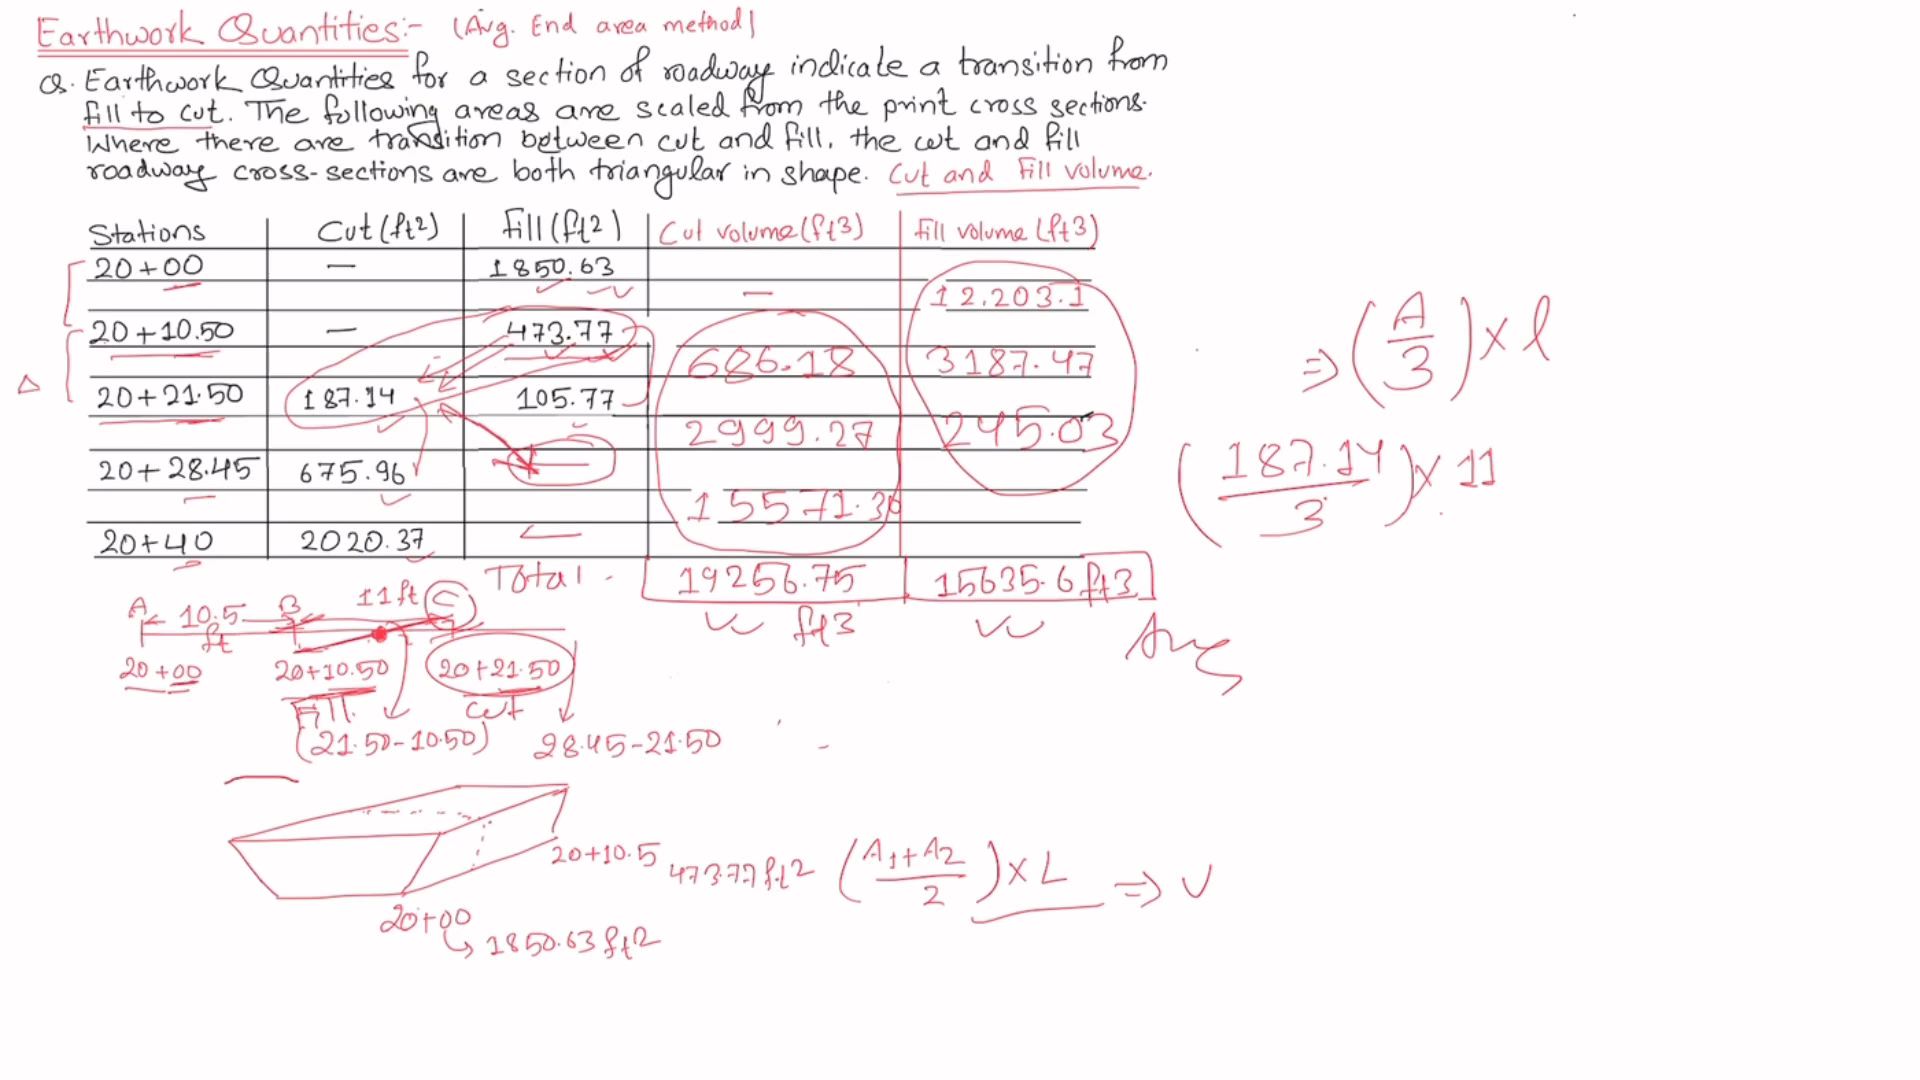 Earthwork Quantities:- (Avg. End area method)
Q. Earthwork Quantities for a section of roadway indicate a transition from
fill to cut. The following areas are scaled from the print cross sections.
Where there are transition between cut and fill, the cut and fill
roadway cross-sections are both triangular in shape. Cut and Fill volume.
Stations Cut (ft2) Fill (ft2) Cut volume (ft3) Fill volume (ft3)
20+00 — 1850.63
— 12,203.1
20+10.50 — 473.77
686.18 3187.47
Δ 20+21.50 187.14 105.77
2999.27 245.03
20+28.45 675.96 —
15571.30
20+40 2020.37 —
Total 19256.75 15635.6 ft3
ft3
Ans
⇒ (A/3) × l
(187.14/3) × 11
A 10.5 ft B 11 ft C
20+00 20+10.50 20+21.50
Fill cut
(21.50-10.50) 28.45-21.50
20+10.5 473.77 ft2 (A1+A2/2) × L ⇒ V
20+00
↳ 1850.63 ft2